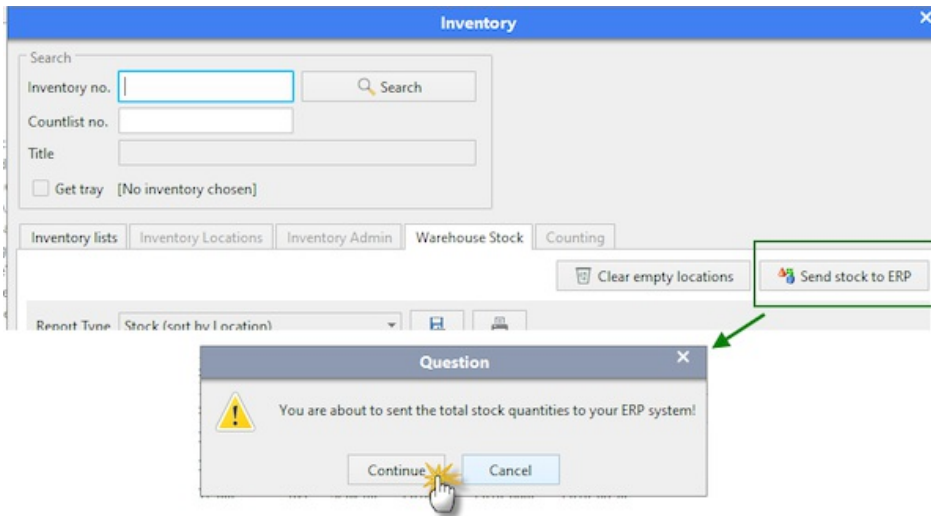 Inventory
Search
Inventory no.
Search
Countlist no.
Title
Get tray [No inventory chosen]
Inventory lists Inventory Locations Inventory Admin Warehouse Stock Counting
Clear empty locations Send stock to ERP
Report Type Stock (sort by Location)
Question
You are about to sent the total stock quantities to your ERP system!
Continue Cancel